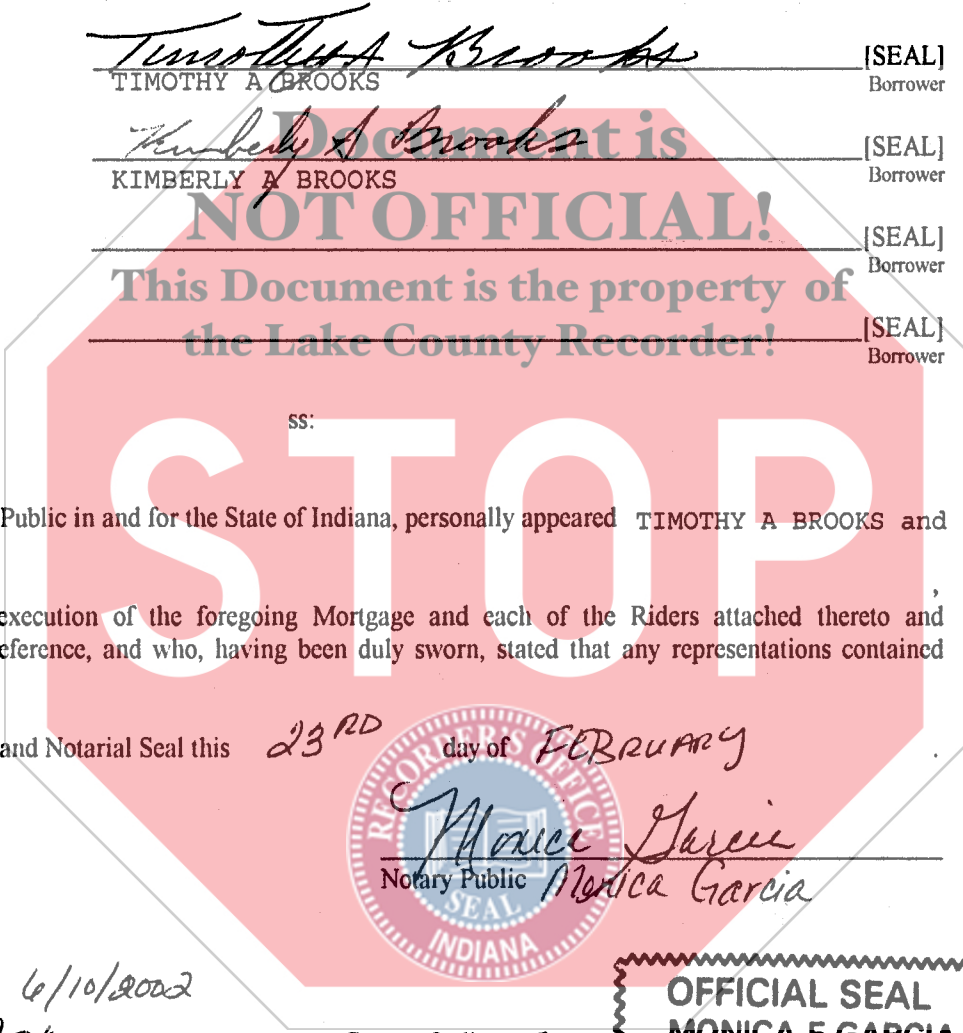 Timothy A Brooks [SEAL]
TIMOTHY A BROOKS Borrower
Document is
Kimberly A Brooks [SEAL]
KIMBERLY A BROOKS Borrower
NOT OFFICIAL!
[SEAL]
Borrower
This Document is the property of
the Lake County Recorder!
[SEAL]
Borrower
ss:
STOP
Public in and for the State of Indiana, personally appeared TIMOTHY A BROOKS and
,
execution of the foregoing Mortgage and each of the Riders attached thereto and
eference, and who, having been duly sworn, stated that any representations contained
and Notarial Seal this 23RD day of FEBRUARY .
RECORDER'S OFFICE
Monica Garcia
Notary Public Monica Garcia
SEAL
INDIANA
6/10/2002
OFFICIAL SEAL
MONICA E GARCIA